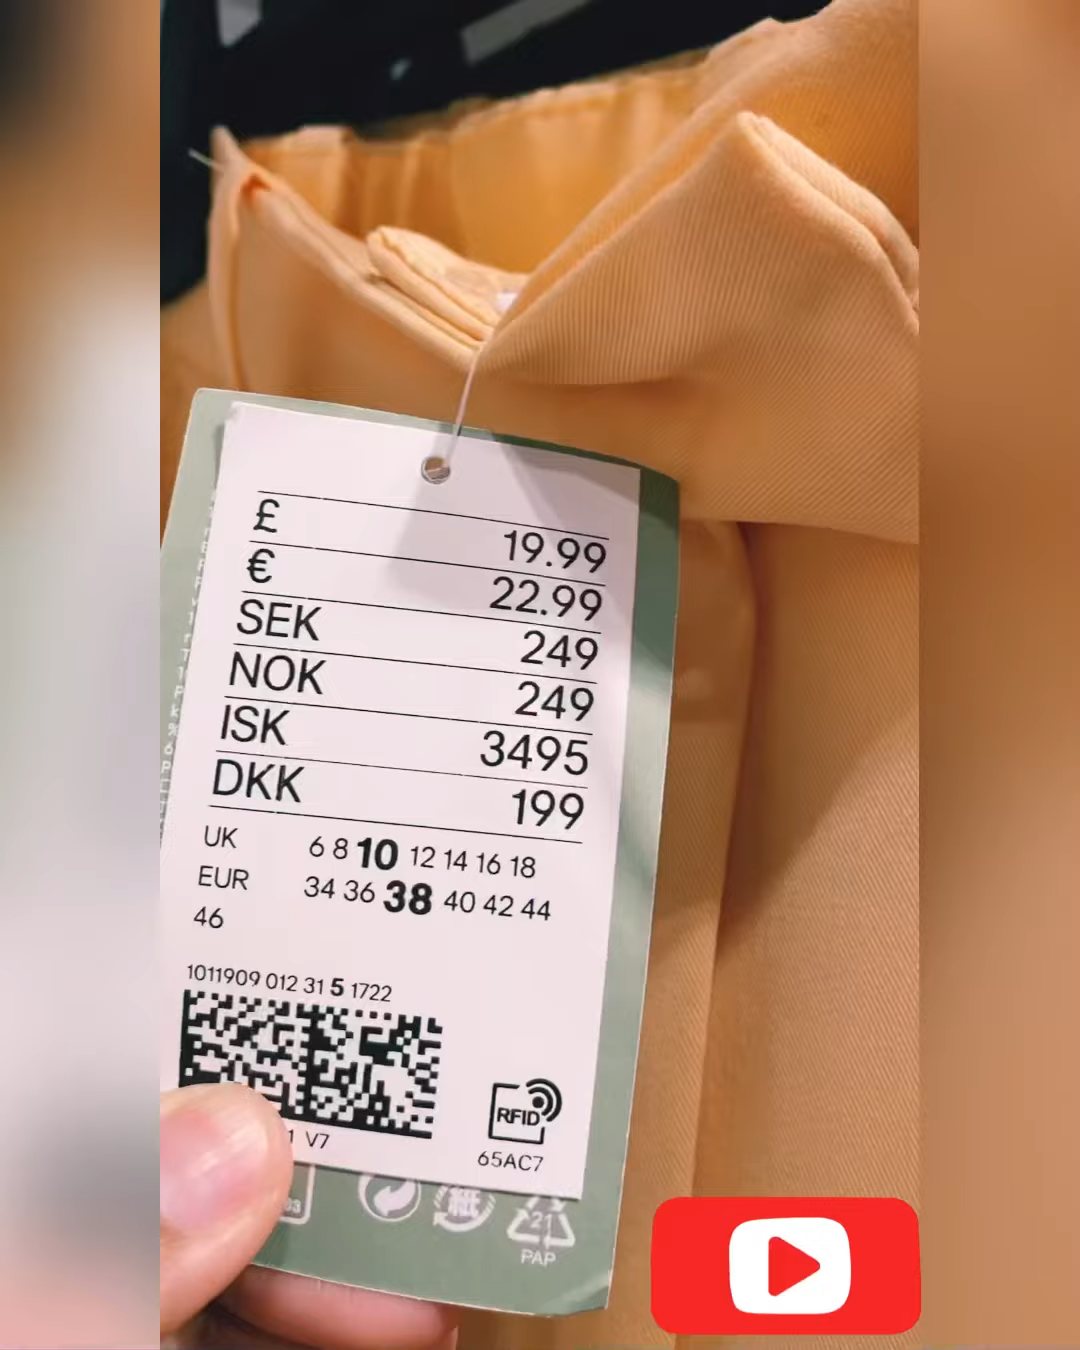 £ 19.99
€ 22.99
SEK 249
NOK 249
ISK 3495
DKK 199
UK 6 8 10 12 14 16 18
EUR 34 36 38 40 42 44
46
1011909 012 31 5 1722
V7
RFID
65AC7
紙
21
PAP